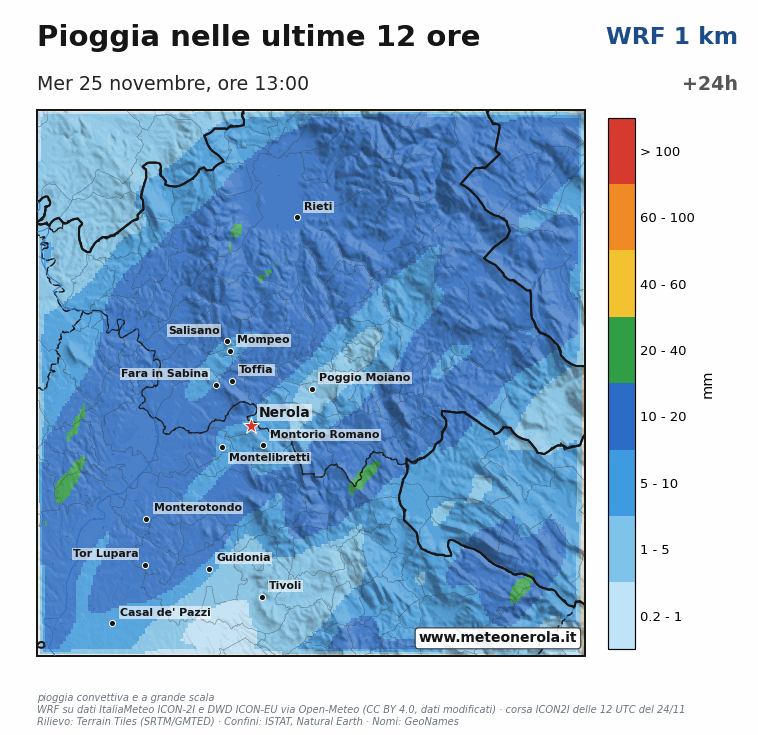 Pioggia nelle ultime 12 ore
WRF 1 km
Mer 25 novembre, ore 13:00
+24h
> 100
60 - 100
40 - 60
20 - 40
10 - 20
5 - 10
1 - 5
0.2 - 1
mm
Rieti
Salisano
Mompeo
Toffia
Fara in Sabina
Poggio Moiano
Nerola
Montorio Romano
Montelibretti
Monterotondo
Tor Lupara
Guidonia
Tivoli
Casal de' Pazzi
www.meteonerola.it
pioggia convettiva e a grande scala
WRF su dati ItaliaMeteo ICON-2I e DWD ICON-EU via Open-Meteo (CC BY 4.0, dati modificati) · corsa ICON2I delle 12 UTC del 24/11
Rilievo: Terrain Tiles (SRTM/GMTED) · Confini: ISTAT, Natural Earth · Nomi: GeoNames